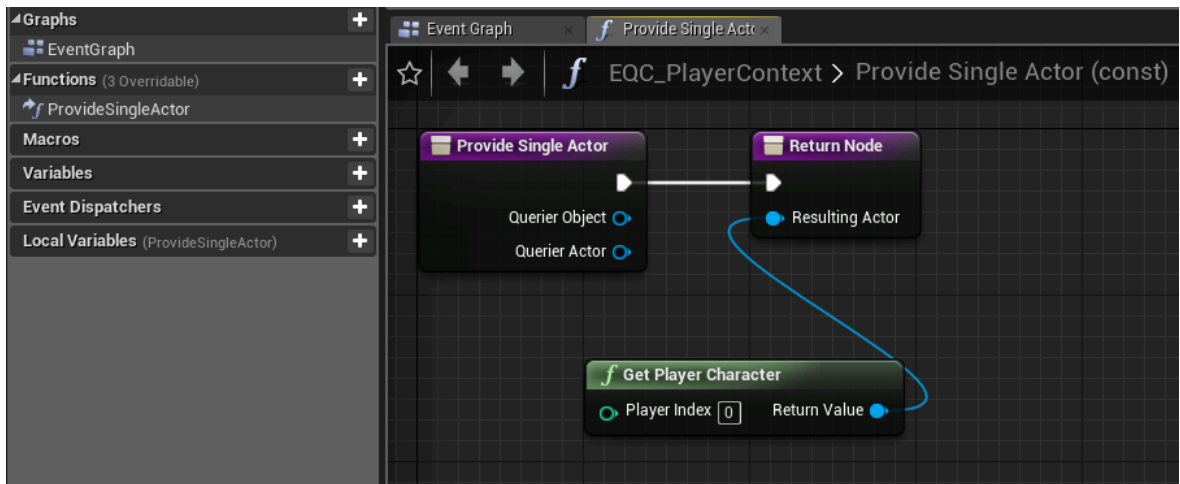 Graphs
EventGraph
Functions (3 Overridable)
ProvideSingleActor
Macros
Variables
Event Dispatchers
Local Variables (ProvideSingleActor)
Event Graph
f Provide Single Actc
f EQC_PlayerContext > Provide Single Actor (const)
Provide Single Actor
Querier Object
Querier Actor
Return Node
Resulting Actor
f Get Player Character
Player Index 0 Return Value